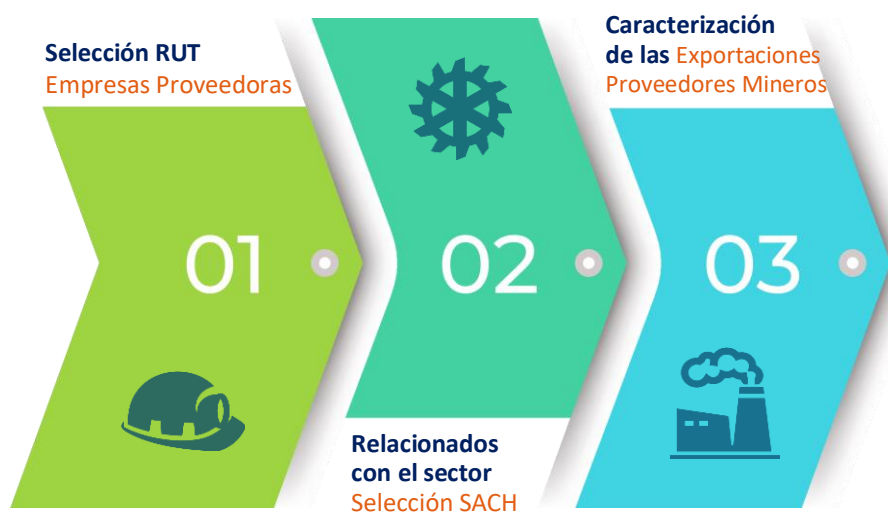 Selección RUT
Empresas Proveedoras
01
02
Relacionados
con el sector
Selección SACH
Caracterización
de las Exportaciones
Proveedores Mineros
03